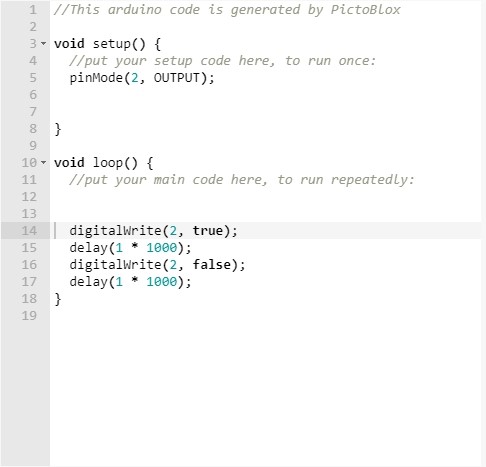 1 //This arduino code is generated by PictoBlox
2
3 void setup() {
4 //put your setup code here, to run once:
5 pinMode(2, OUTPUT);
6
7
8 }
9
10 void loop() {
11 //put your main code here, to run repeatedly:
12
13
14 digitalWrite(2, true);
15 delay(1 * 1000);
16 digitalWrite(2, false);
17 delay(1 * 1000);
18 }
19